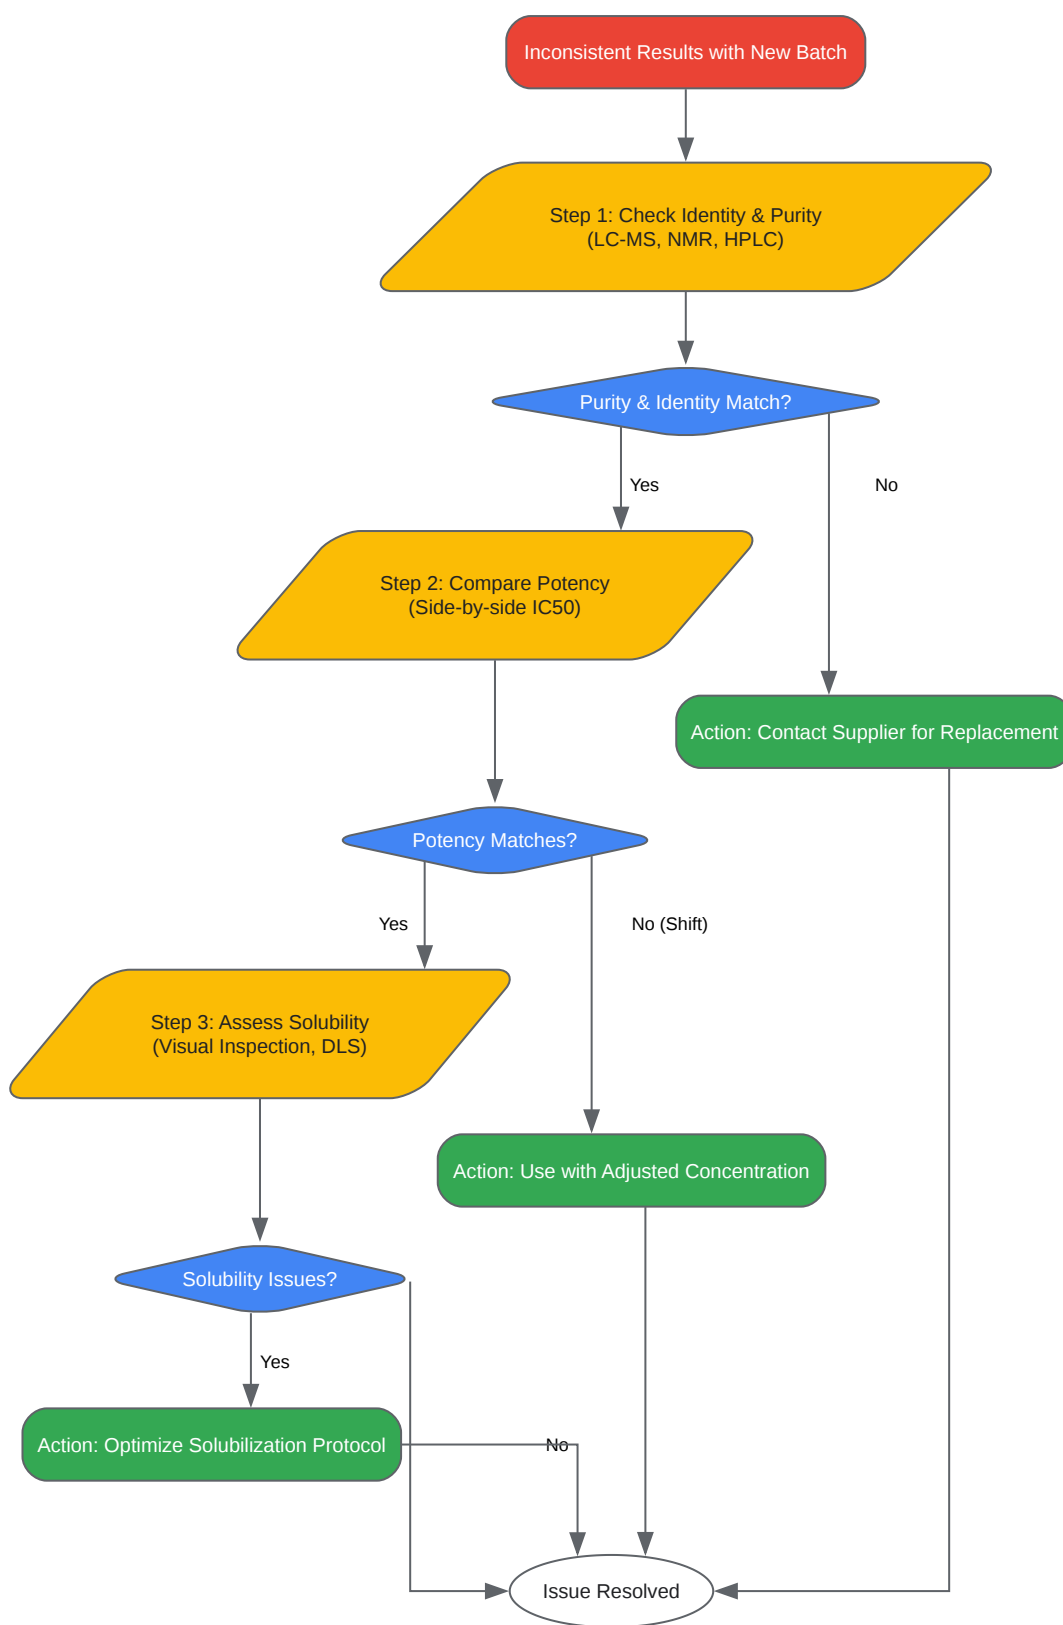 Inconsistent Results with New Batch
Step 1: Check Identity & Purity
(LC-MS, NMR, HPLC)
Purity & Identity Match?
Yes
No
Step 2: Compare Potency
(Side-by-side IC50)
Action: Contact Supplier for Replacement
Potency Matches?
Yes
No (Shift)
Step 3: Assess Solubility
(Visual Inspection, DLS)
Action: Use with Adjusted Concentration
Solubility Issues?
Yes
Action: Optimize Solubilization Protocol
No
Issue Resolved